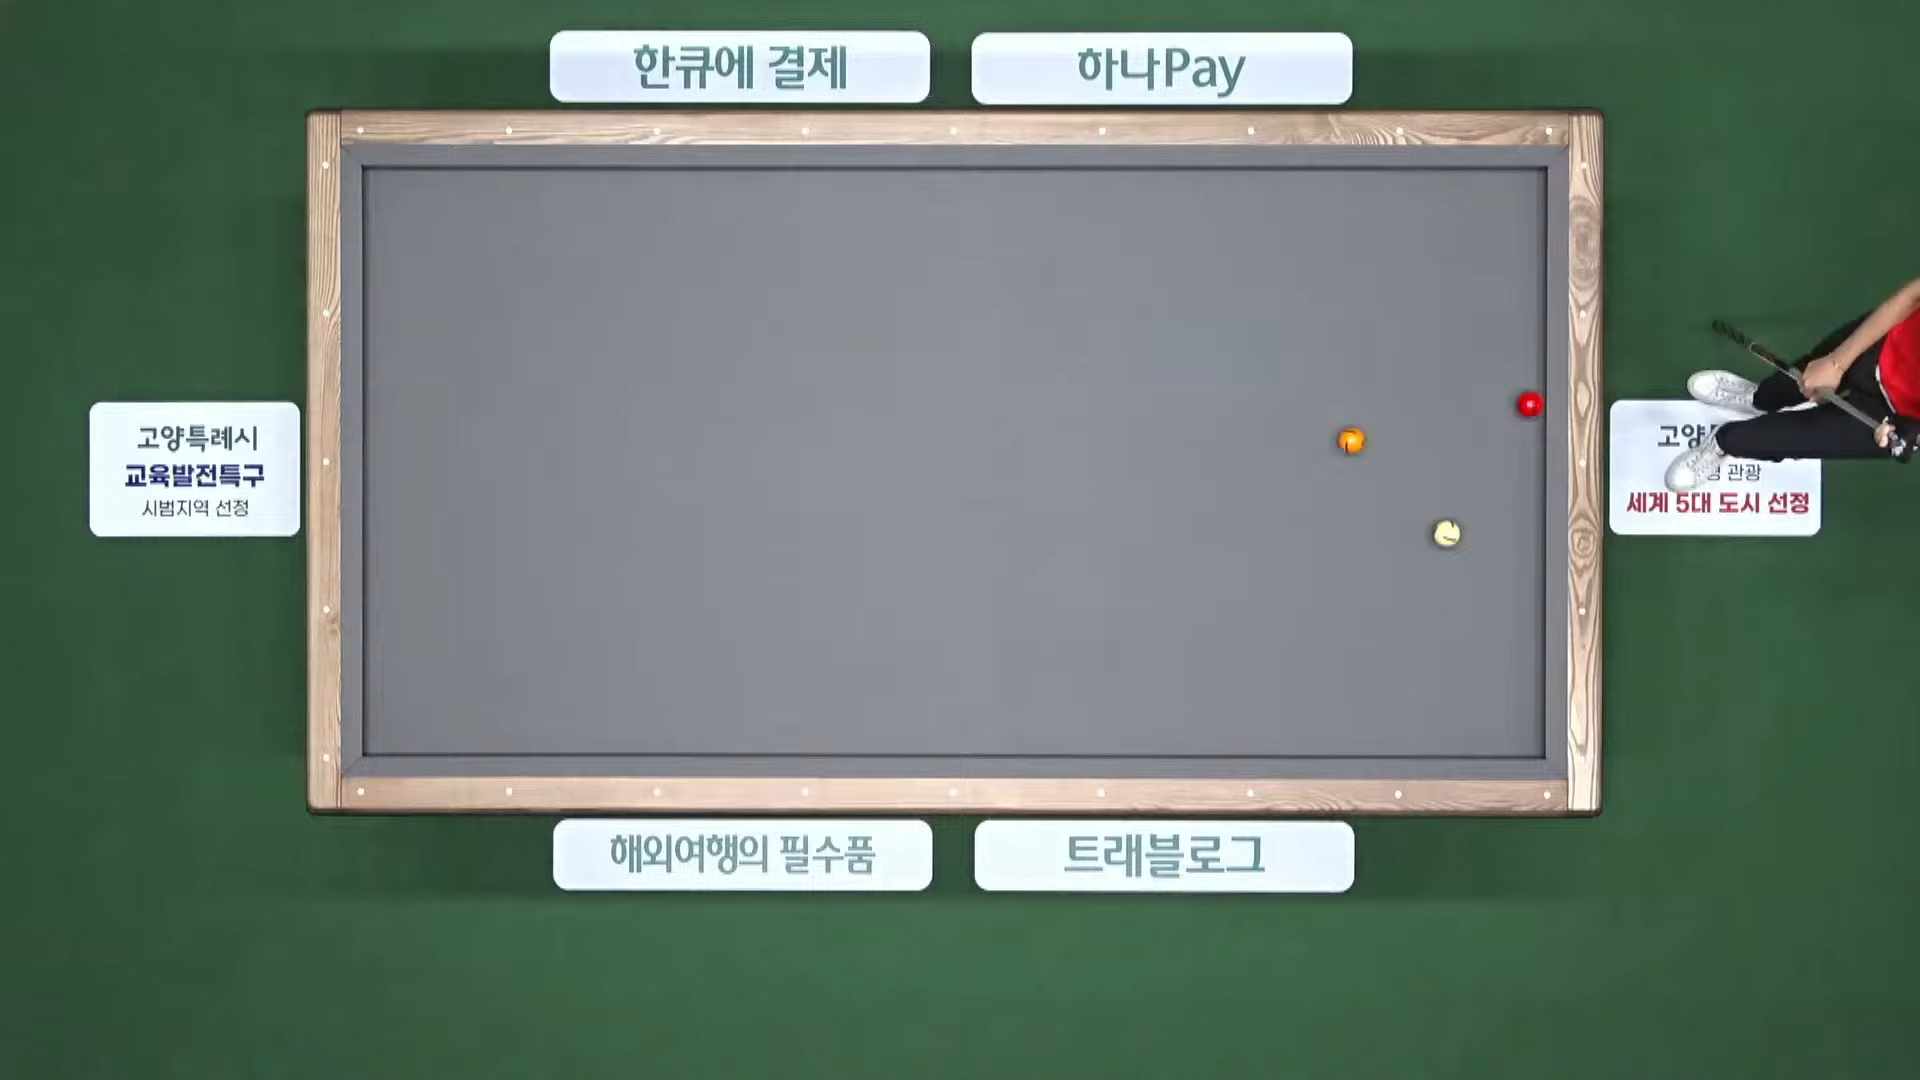 한큐에 결제
하나Pay
고양특례시
교육발전특구
시범지역 선정
고양
관광
세계 5대 도시 선정
해외여행의 필수품
트래블로그